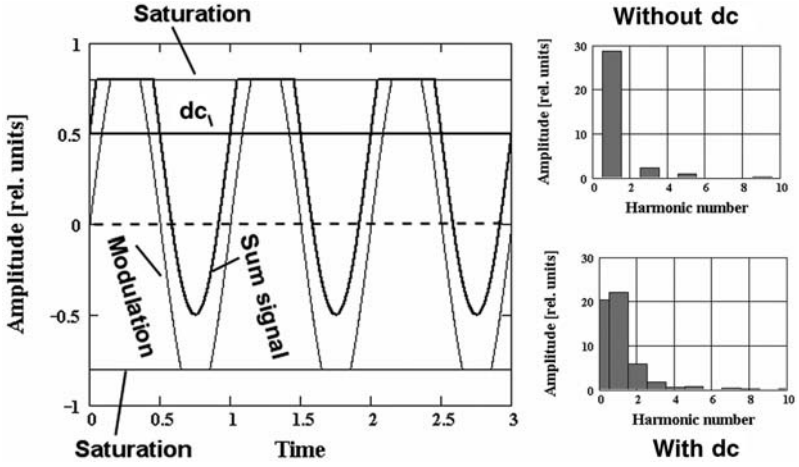 Saturation
1
0.5
0
-0.5
-1
Amplitude [rel. units]
dc
Modulation
Sum signal
0
0.5
1
1.5
2
2.5
3
Saturation
Time
Without dc
30
20
10
0
Amplitude [rel. units]
0
2
4
6
8
10
Harmonic number
30
20
10
0
Amplitude [rel. units]
0
2
4
6
8
10
Harmonic number
With dc